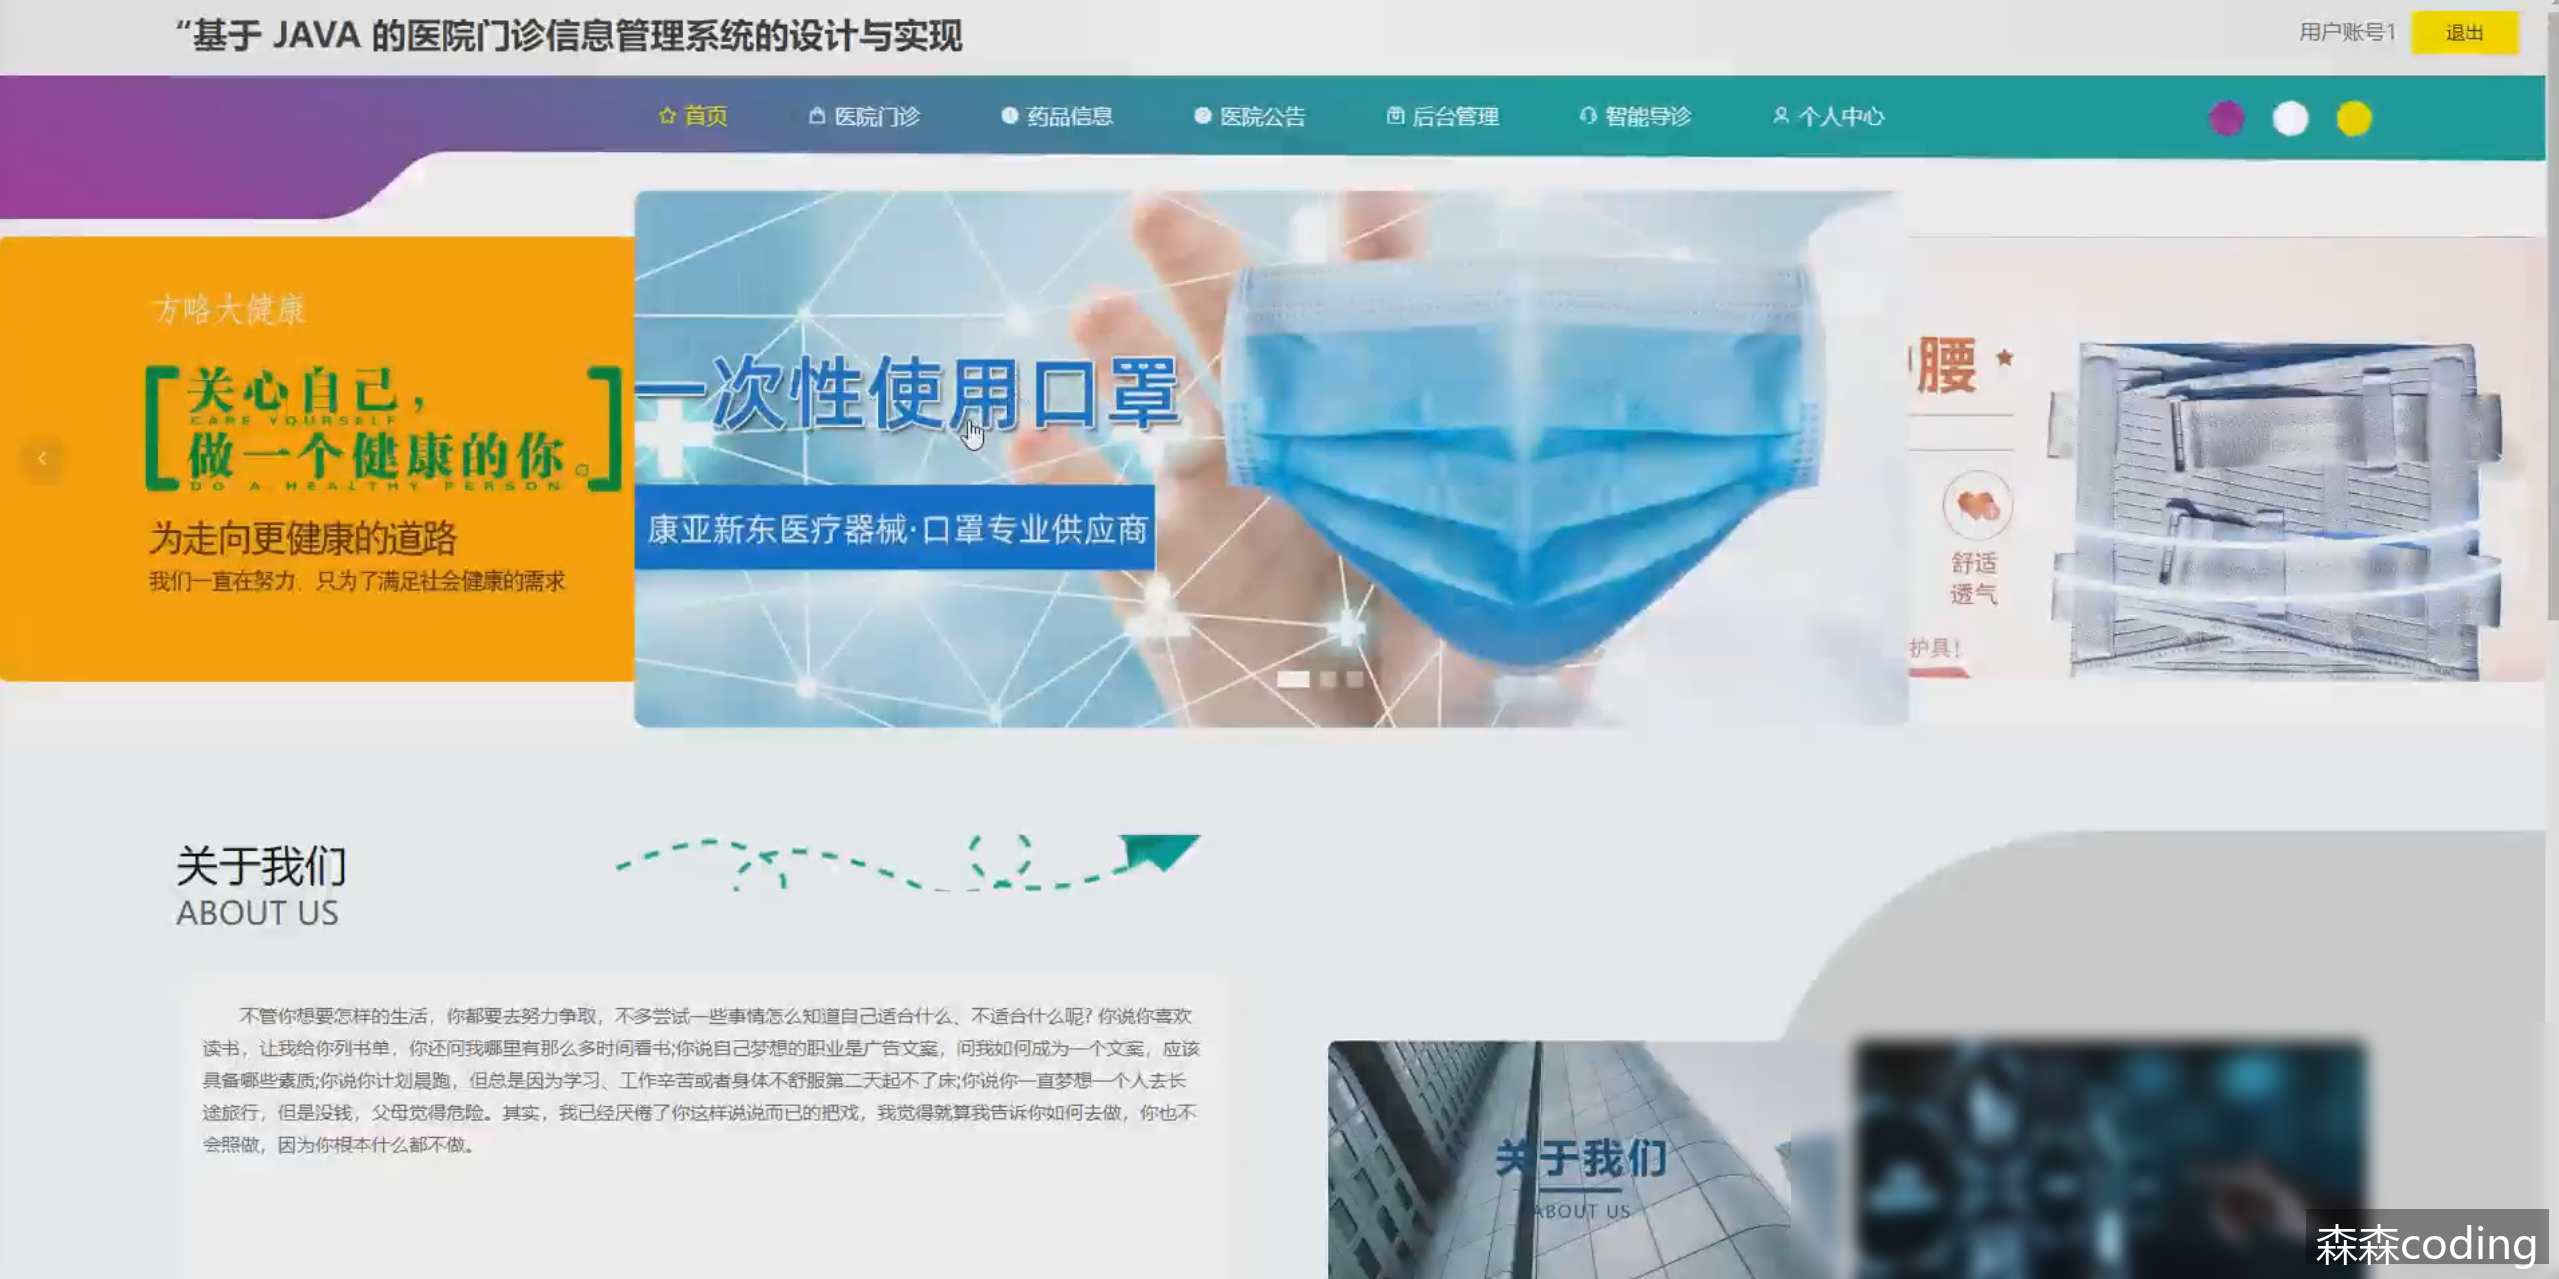 “基于 JAVA 的医院门诊信息管理系统的设计与实现
用户账号1
退出
首页
医院门诊
药品信息
医院公告
后台管理
智能导诊
个人中心
方略大健康
关心自己，
CARE YOURSELF
做一个健康的你。
DO A HEALTHY PERSON
为走向更健康的道路
我们一直在努力．只为了满足社会健康的需求
一次性使用口罩
康亚新东医疗器械·口罩专业供应商
腰
舒适
透气
护具!
关于我们
ABOUT US
不管你想要怎样的生活，你都要去努力争取，不多尝试一些事情怎么知道自己适合什么、不适合什么呢? 你说你喜欢
读书，让我给你列书单，你还问我哪里有那么多时间看书;你说自己梦想的职业是广告文案，问我如何成为一个文案，应该
具备哪些素质;你说你计划晨跑，但总是因为学习、工作辛苦或者身体不舒服第二天起不了床;你说你一直梦想一个人去长
途旅行，但是没钱，父母觉得危险。其实，我已经厌倦了你这样说说而已的把戏，我觉得就算我告诉你如何去做，你也不
会照做，因为你根本什么都不做。
关于我们
ABOUT US
森森coding